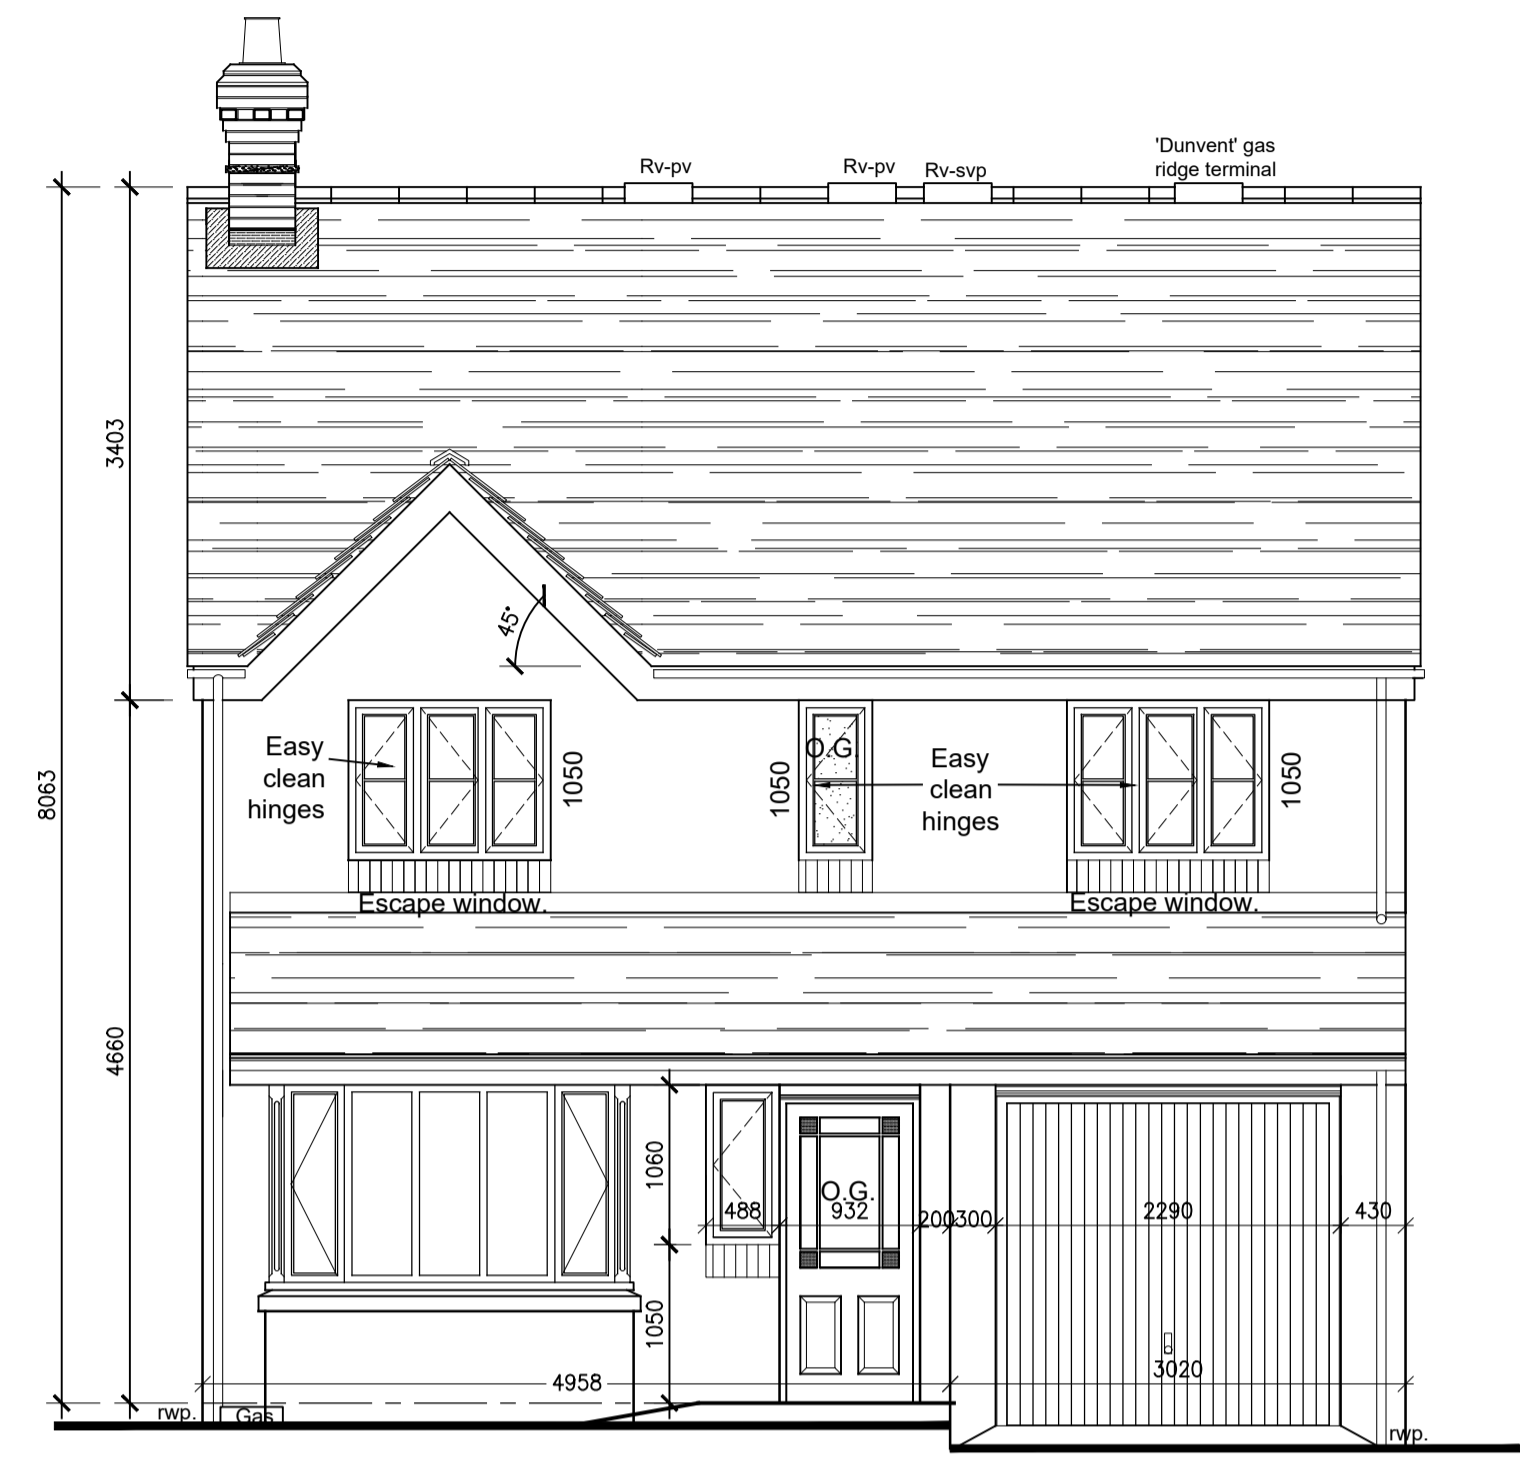 'Dunvent' gas
ridge terminal
Rv-pv
Rv-pv
Rv-svp
3403
8063
4660
45°
Easy
clean
hinges
1050
1050
O.G.
Easy
clean
hinges
1050
Escape window.
Escape window.
1060
1050
488
O.G.
932
200
300
2290
430
4958
3020
rwp.
Gas
rwp.